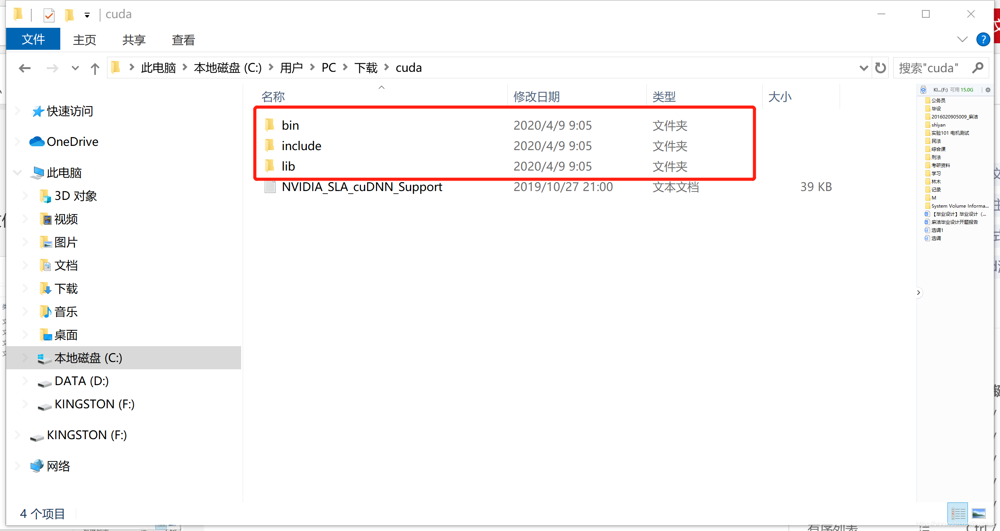 cuda
文件 主页 共享 查看
此电脑 本地磁盘 (C:) 用户 PC 下载 cuda
搜索"cuda"
名称 修改日期 类型 大小
bin 2020/4/9 9:05 文件夹
include 2020/4/9 9:05 文件夹
lib 2020/4/9 9:05 文件夹
NVIDIA_SLA_cuDNN_Support 2019/10/27 21:00 文本文档 39 KB
快速访问
OneDrive
此电脑
3D 对象
视频
图片
文档
下载
音乐
桌面
本地磁盘 (C:)
DATA (D:)
KINGSTON (F:)
KINGSTON (F:)
网络
4 个项目
KI...(F:) 可用 15.0G
公务员
毕设
2016020905009_麻洁
shiyan
实验101 电机测试
民法
综合课
刑法
考研资料
学习
林木
记录
M
System Volume Informa...
【毕业设计】毕业设计（...
麻洁毕业设计开题报告
选调1
选调
有序列表